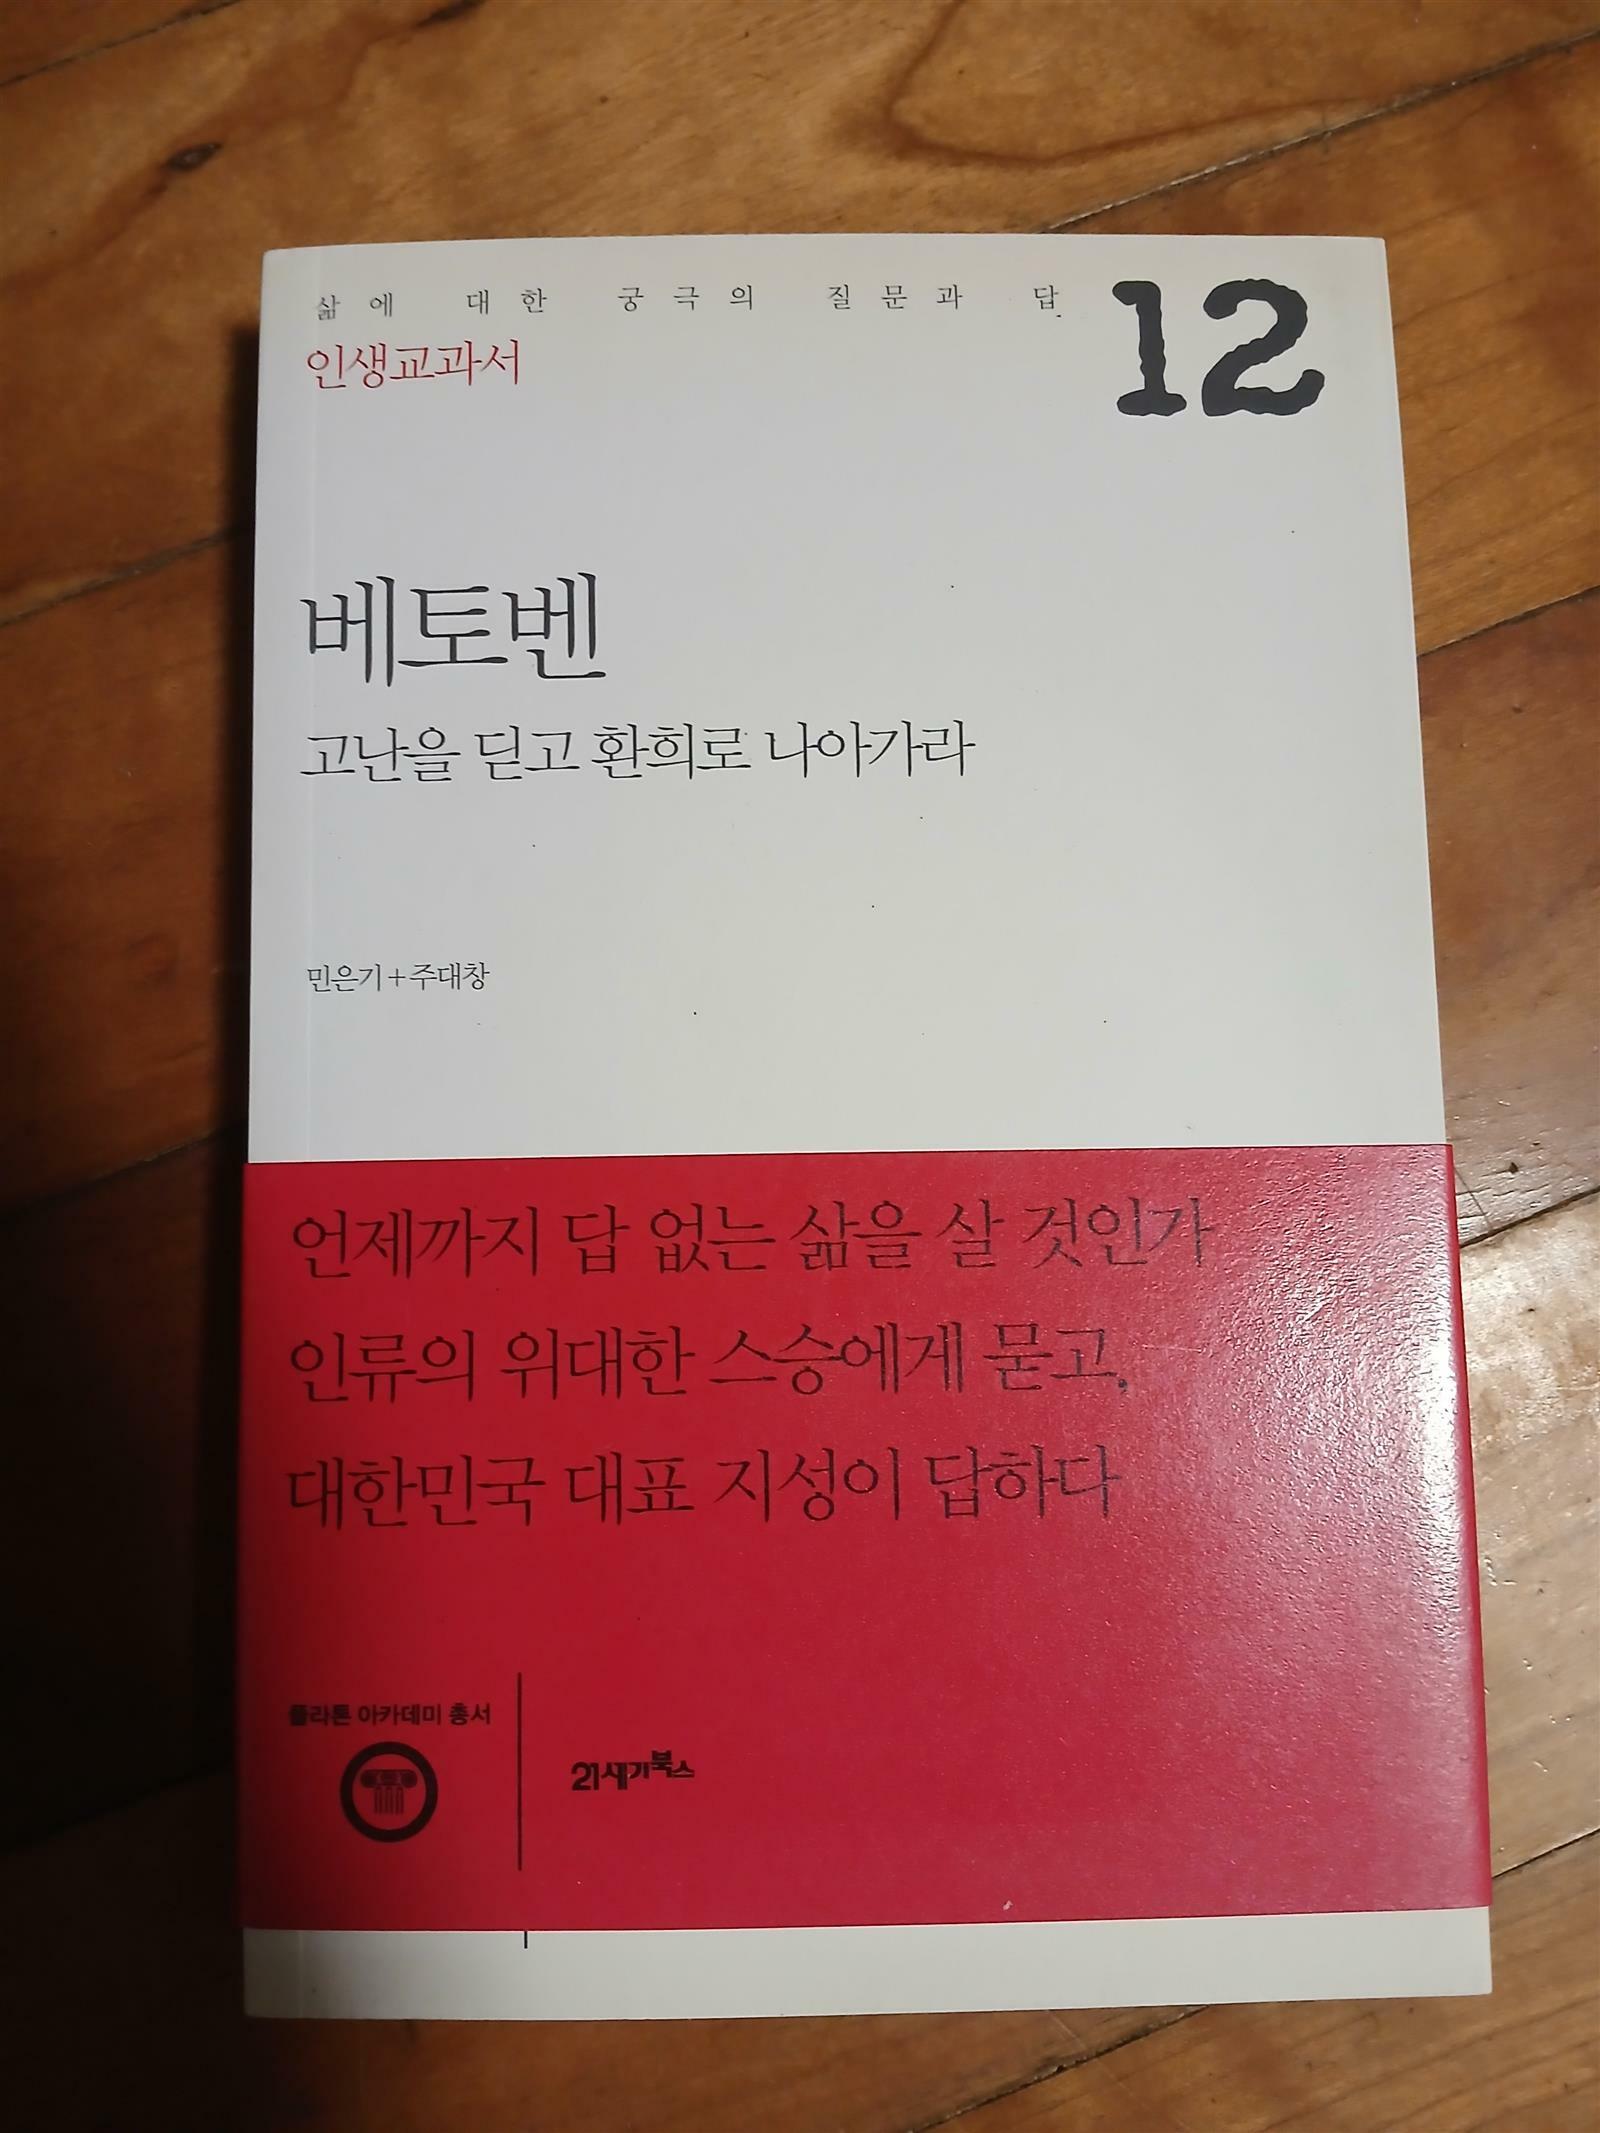 삶에 대한 궁극의 질문과 답
12
인생교과서
베토벤
고난을 딛고 환희로 나아가라
민은기+주대창
언제까지 답 없는 삶을 살 것인가
인류의 위대한 스승에게 묻고,
대한민국 대표 지성이 답하다
플라톤 아카데미 총서
21세기북스